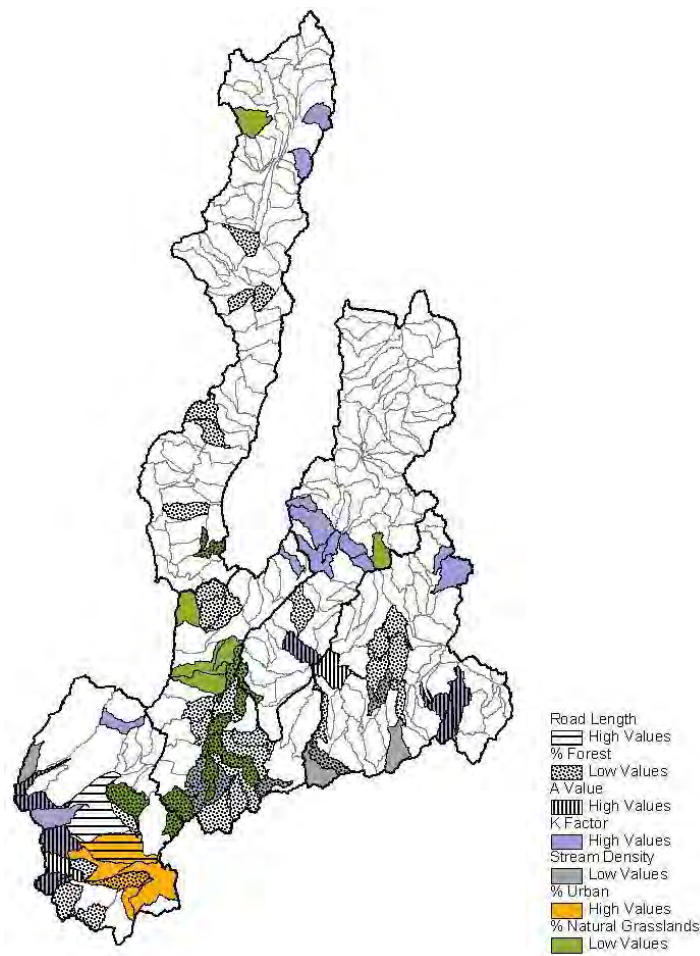 Road Length
High Values
% Forest
Low Values
A Value
High Values
K Factor
High Values
Stream Density
Low Values
% Urban
High Values
% Natural Grasslands
Low Values